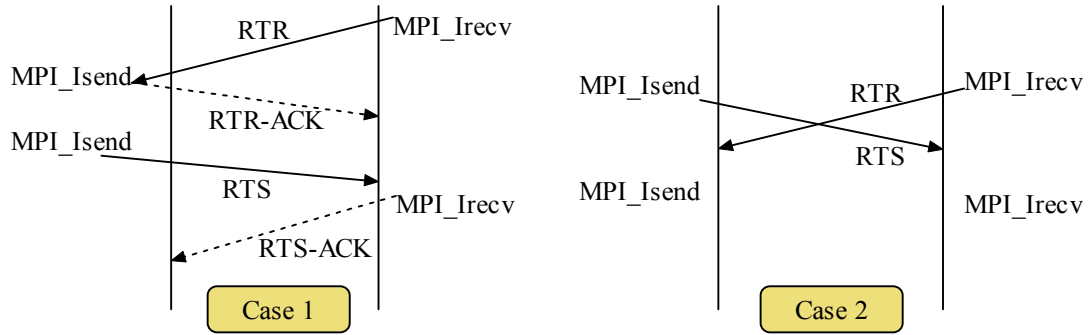 RTR
MPI_Irecv
MPI_Isend
RTR-ACK
MPI_Isend
RTS
MPI_Irecv
RTS-ACK
Case 1
MPI_Isend
MPI_Irecv
RTR
RTS
MPI_Isend
MPI_Irecv
Case 2